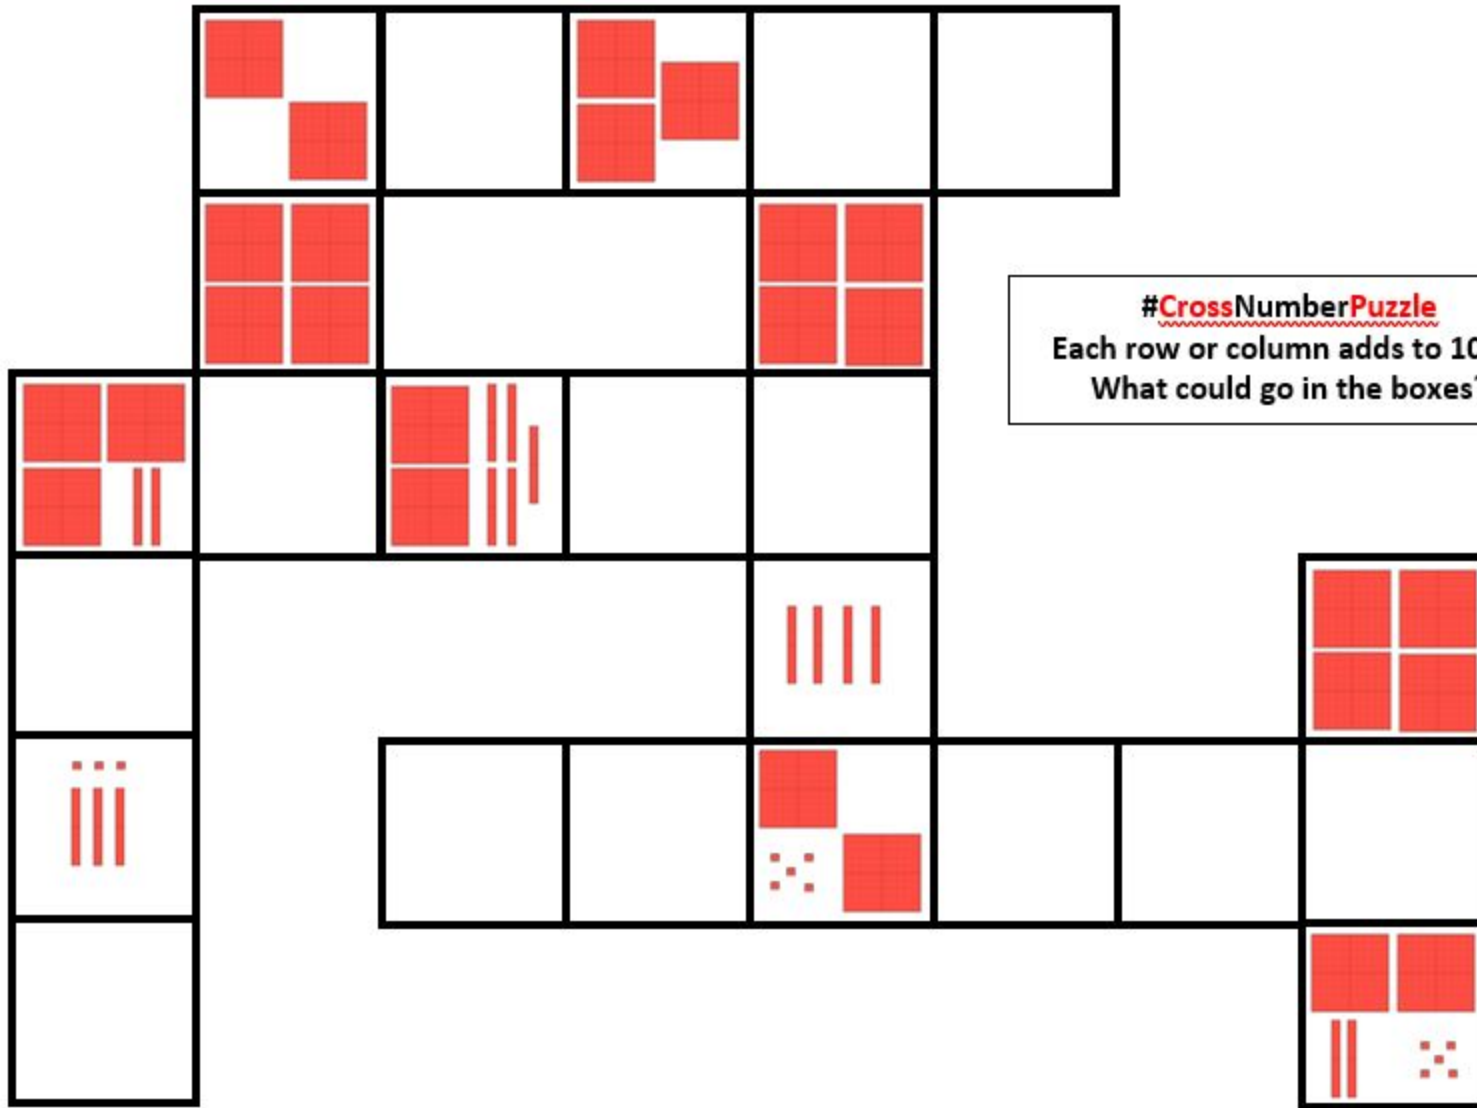 #CrossNumberPuzzle
Each row or column adds to 10
What could go in the boxes